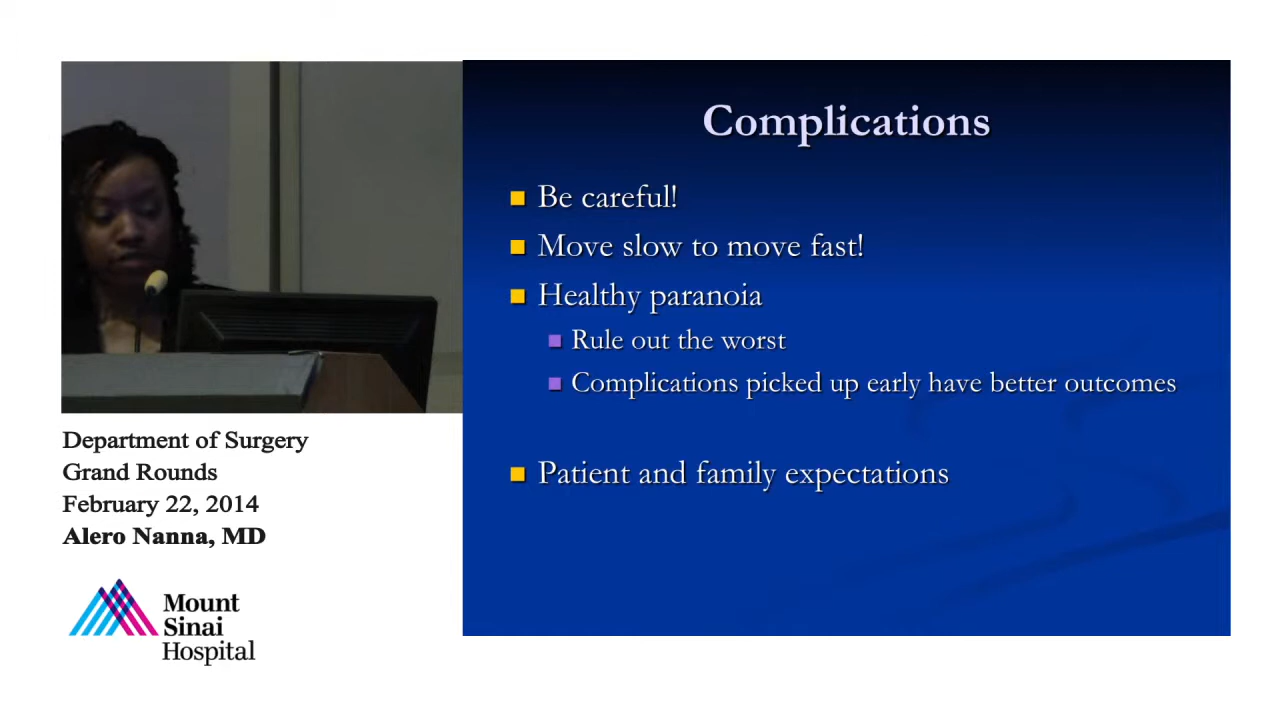 Complications
Be careful!
Move slow to move fast!
Healthy paranoia
Rule out the worst
Complications picked up early have better outcomes
Patient and family expectations
Department of Surgery
Grand Rounds
February 22, 2014
Alero Nanna, MD
Mount
Sinai
Hospital